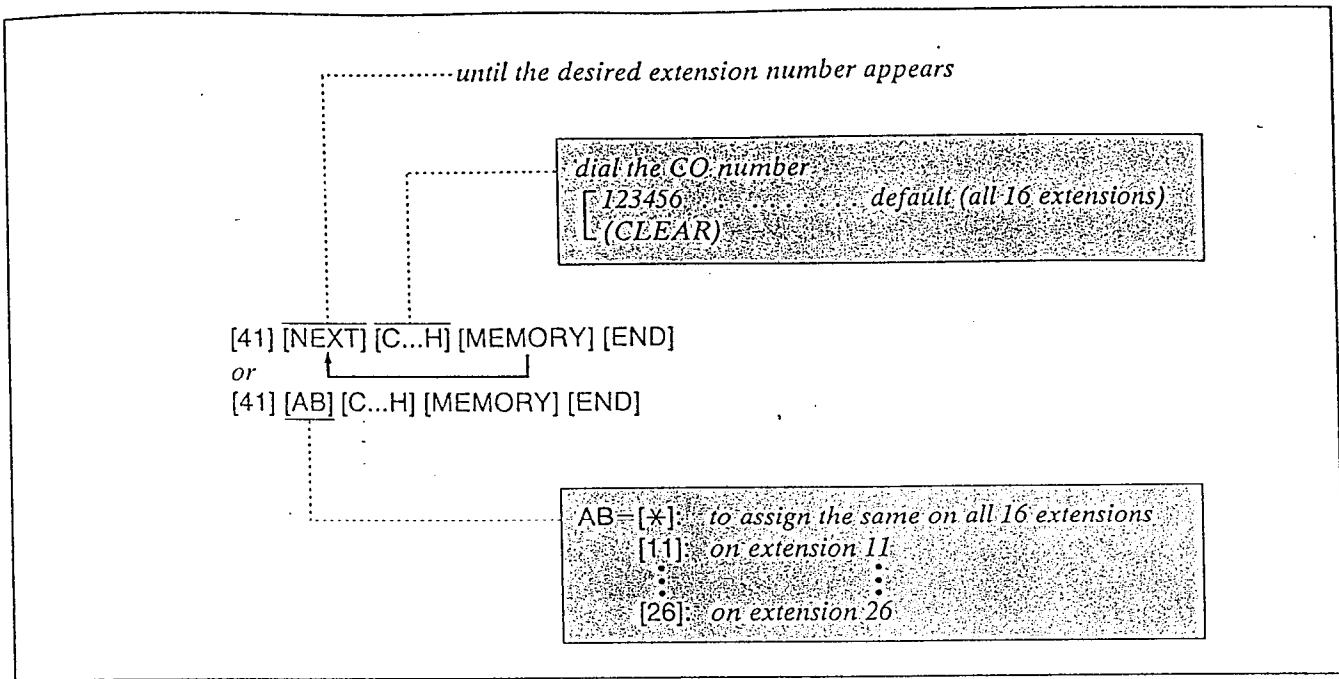 until the desired extension number appears
dial the CO number
123456 . . . . . . . . . . default (all 16 extensions)
(CLEAR)
[41] [NEXT] [C...H] [MEMORY] [END]
or
[41] [AB] [C...H] [MEMORY] [END]
AB=[*]: to assign the same on all 16 extensions
[11]: on extension 11
[26]: on extension 26